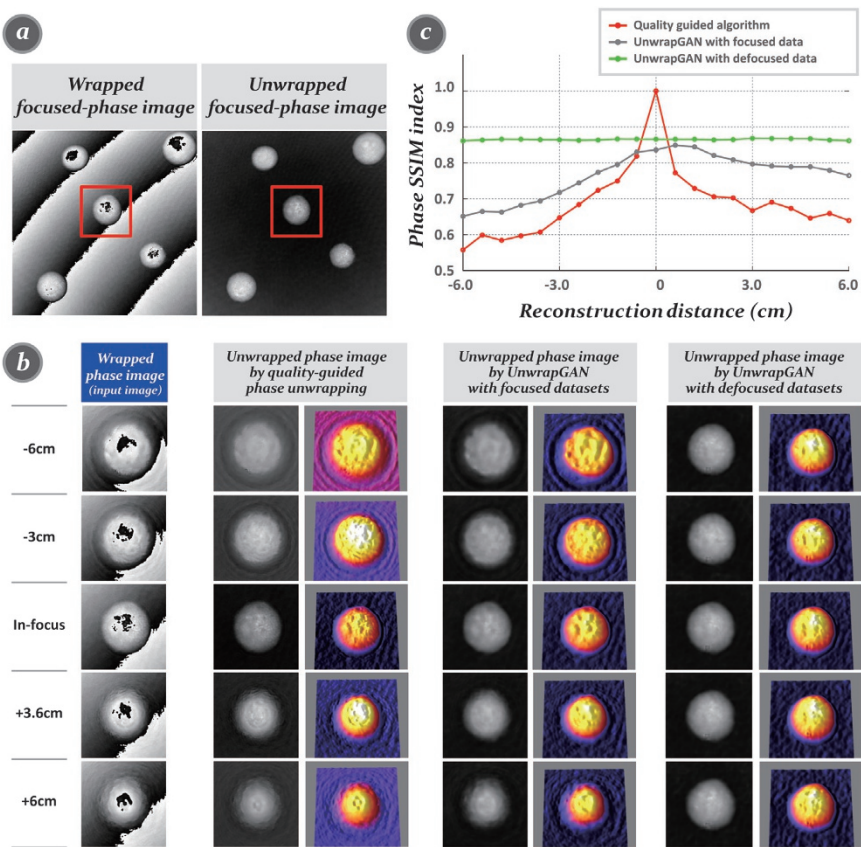 a
Wrapped
focused-phase image
Unwrapped
focused-phase image
c
Quality guided algorithm
UnwrapGAN with focused data
UnwrapGAN with defocused data
Phase SSIM index
1.0
0.9
0.8
0.7
0.6
0.5
-6.0
-3.0
0
3.0
6.0
Reconstruction distance (cm)
b
Wrapped
phase image
(input image)
Unwrapped phase image
by quality-guided
phase unwrapping
Unwrapped phase image
by UnwrapGAN
with focused datasets
Unwrapped phase image
by UnwrapGAN
with defocused datasets
-6cm
-3cm
In-focus
+3.6cm
+6cm